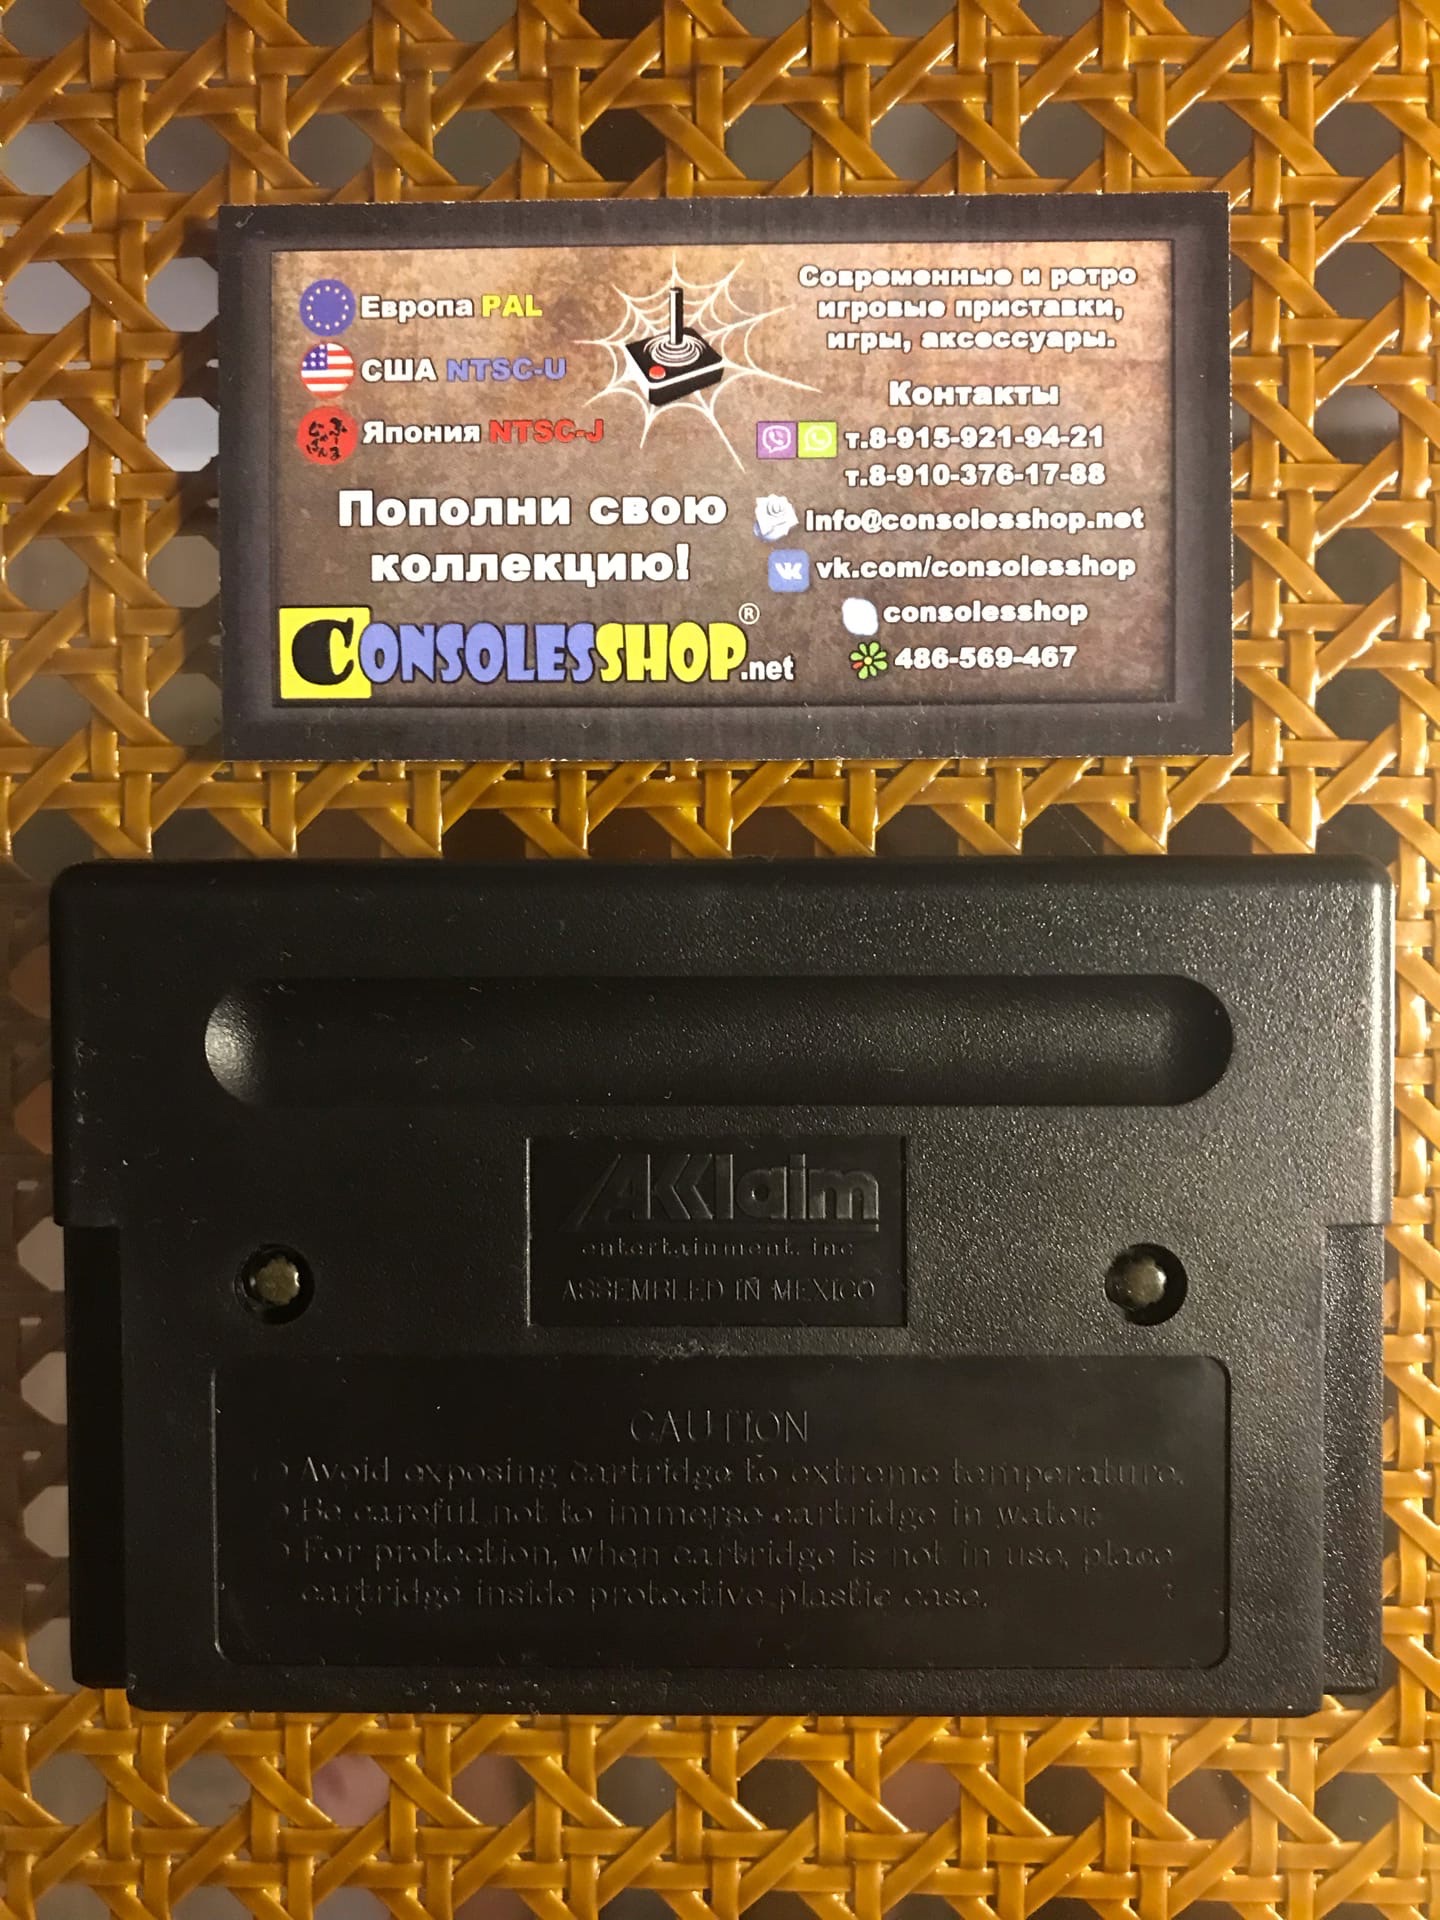 Европа PAL
США NTSC-U
Япония NTSC-J
Пополни свою
коллекцию!
CONSOLESSHOP®.net
Современные и ретро
игровые приставки,
игры, аксессуары.
Контакты
т.8-915-921-94-21
т.8-910-376-17-88
info@consolesshop.net
vk.com/consolesshop
consolesshop
486-569-467
AKKlaim
entertainment, inc
ASSEMBLED IN MEXICO
CAUTION
Avoid exposing cartridge to extreme temperature.
Be careful not to immerse cartridge in water.
For protection, when cartridge is not in use, place
cartridge inside protective plastic case.